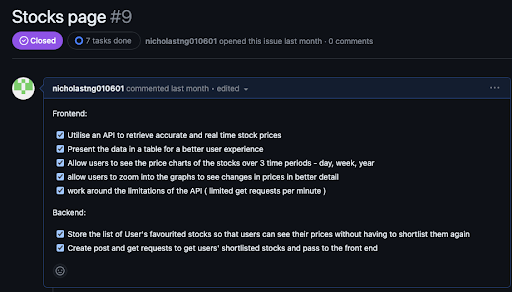 Stocks page #9
Closed 7 tasks done nicholastng010601 opened this issue last month · 0 comments
nicholastng010601 commented last month • edited
Frontend:
Utilise an API to retrieve accurate and real time stock prices
Present the data in a table for a better user experience
Allow users to see the price charts of the stocks over 3 time periods - day, week, year
allow users to zoom into the graphs to see changes in prices in better detail
work around the limitations of the API ( limited get requests per minute )
Backend:
Store the list of User's favourited stocks so that users can see their prices without having to shortlist them again
Create post and get requests to get users' shortlisted stocks and pass to the front end